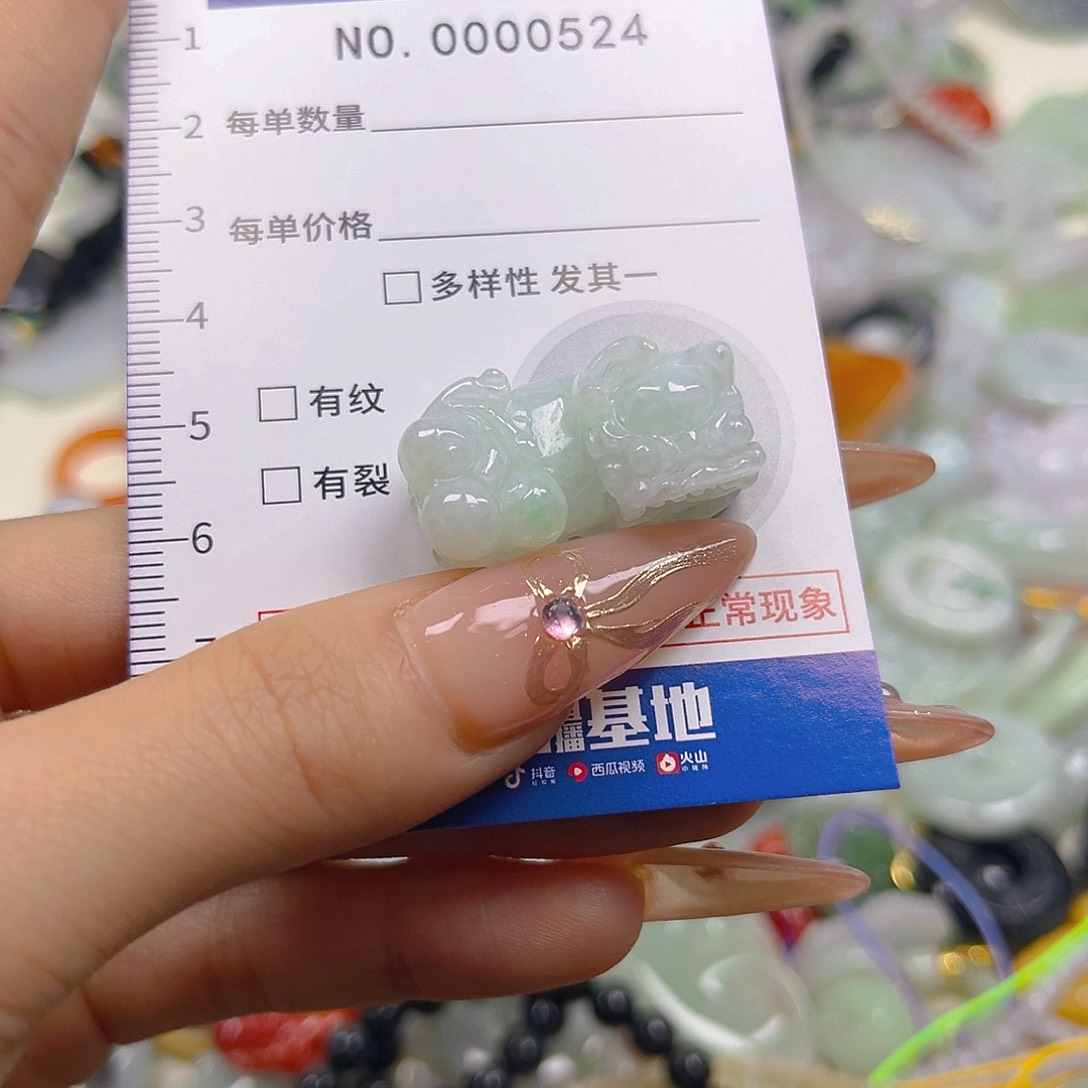 1
NO. 0000524
2
每单数量
3
每单价格
多样性 发其一
4
有纹
5
有裂
6
正常现象
播基地
抖音 西瓜视频 火山